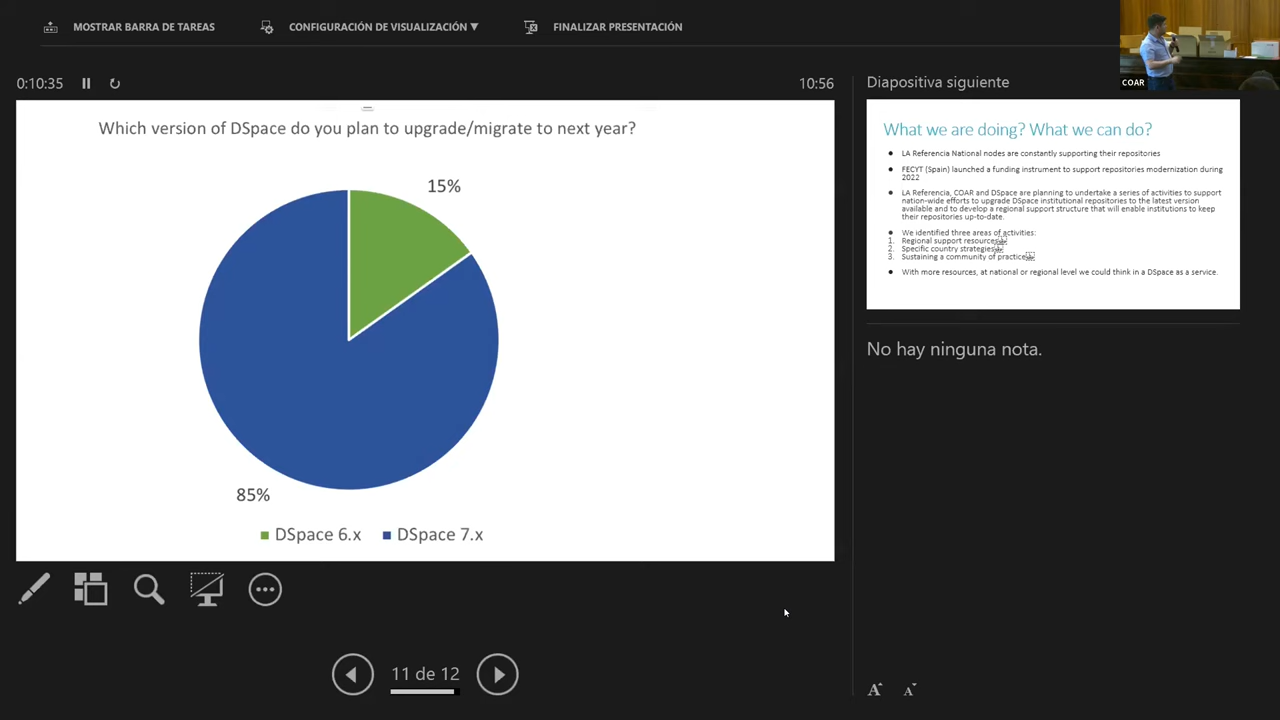 MOSTRAR BARRA DE TAREAS
CONFIGURACIÓN DE VISUALIZACIÓN ▼
FINALIZAR PRESENTACIÓN
COAR
0:10:35
10:56
Which version of DSpace do you plan to upgrade/migrate to next year?
15%
85%
DSpace 6.x
DSpace 7.x
11 de 12
Diapositiva siguiente
What we are doing? What we can do?
● LA Referencia National nodes are constantly supporting their repositories
● FECYT (Spain) launched a funding instrument to support repositories modernization during
2022
● LA Referencia, COAR and DSpace are planning to undertake a series of activities to support
nation-wide efforts to upgrade DSpace institutional repositories to the latest version
available and to develop a regional support structure that will enable institutions to keep
their repositories up-to-date.
● We identified three areas of activities:
1. Regional support resources
2. Specific country strategies
3. Sustaining a community of practice
● With more resources, at national or regional level we could think in a DSpace as a service.
No hay ninguna nota.
A A